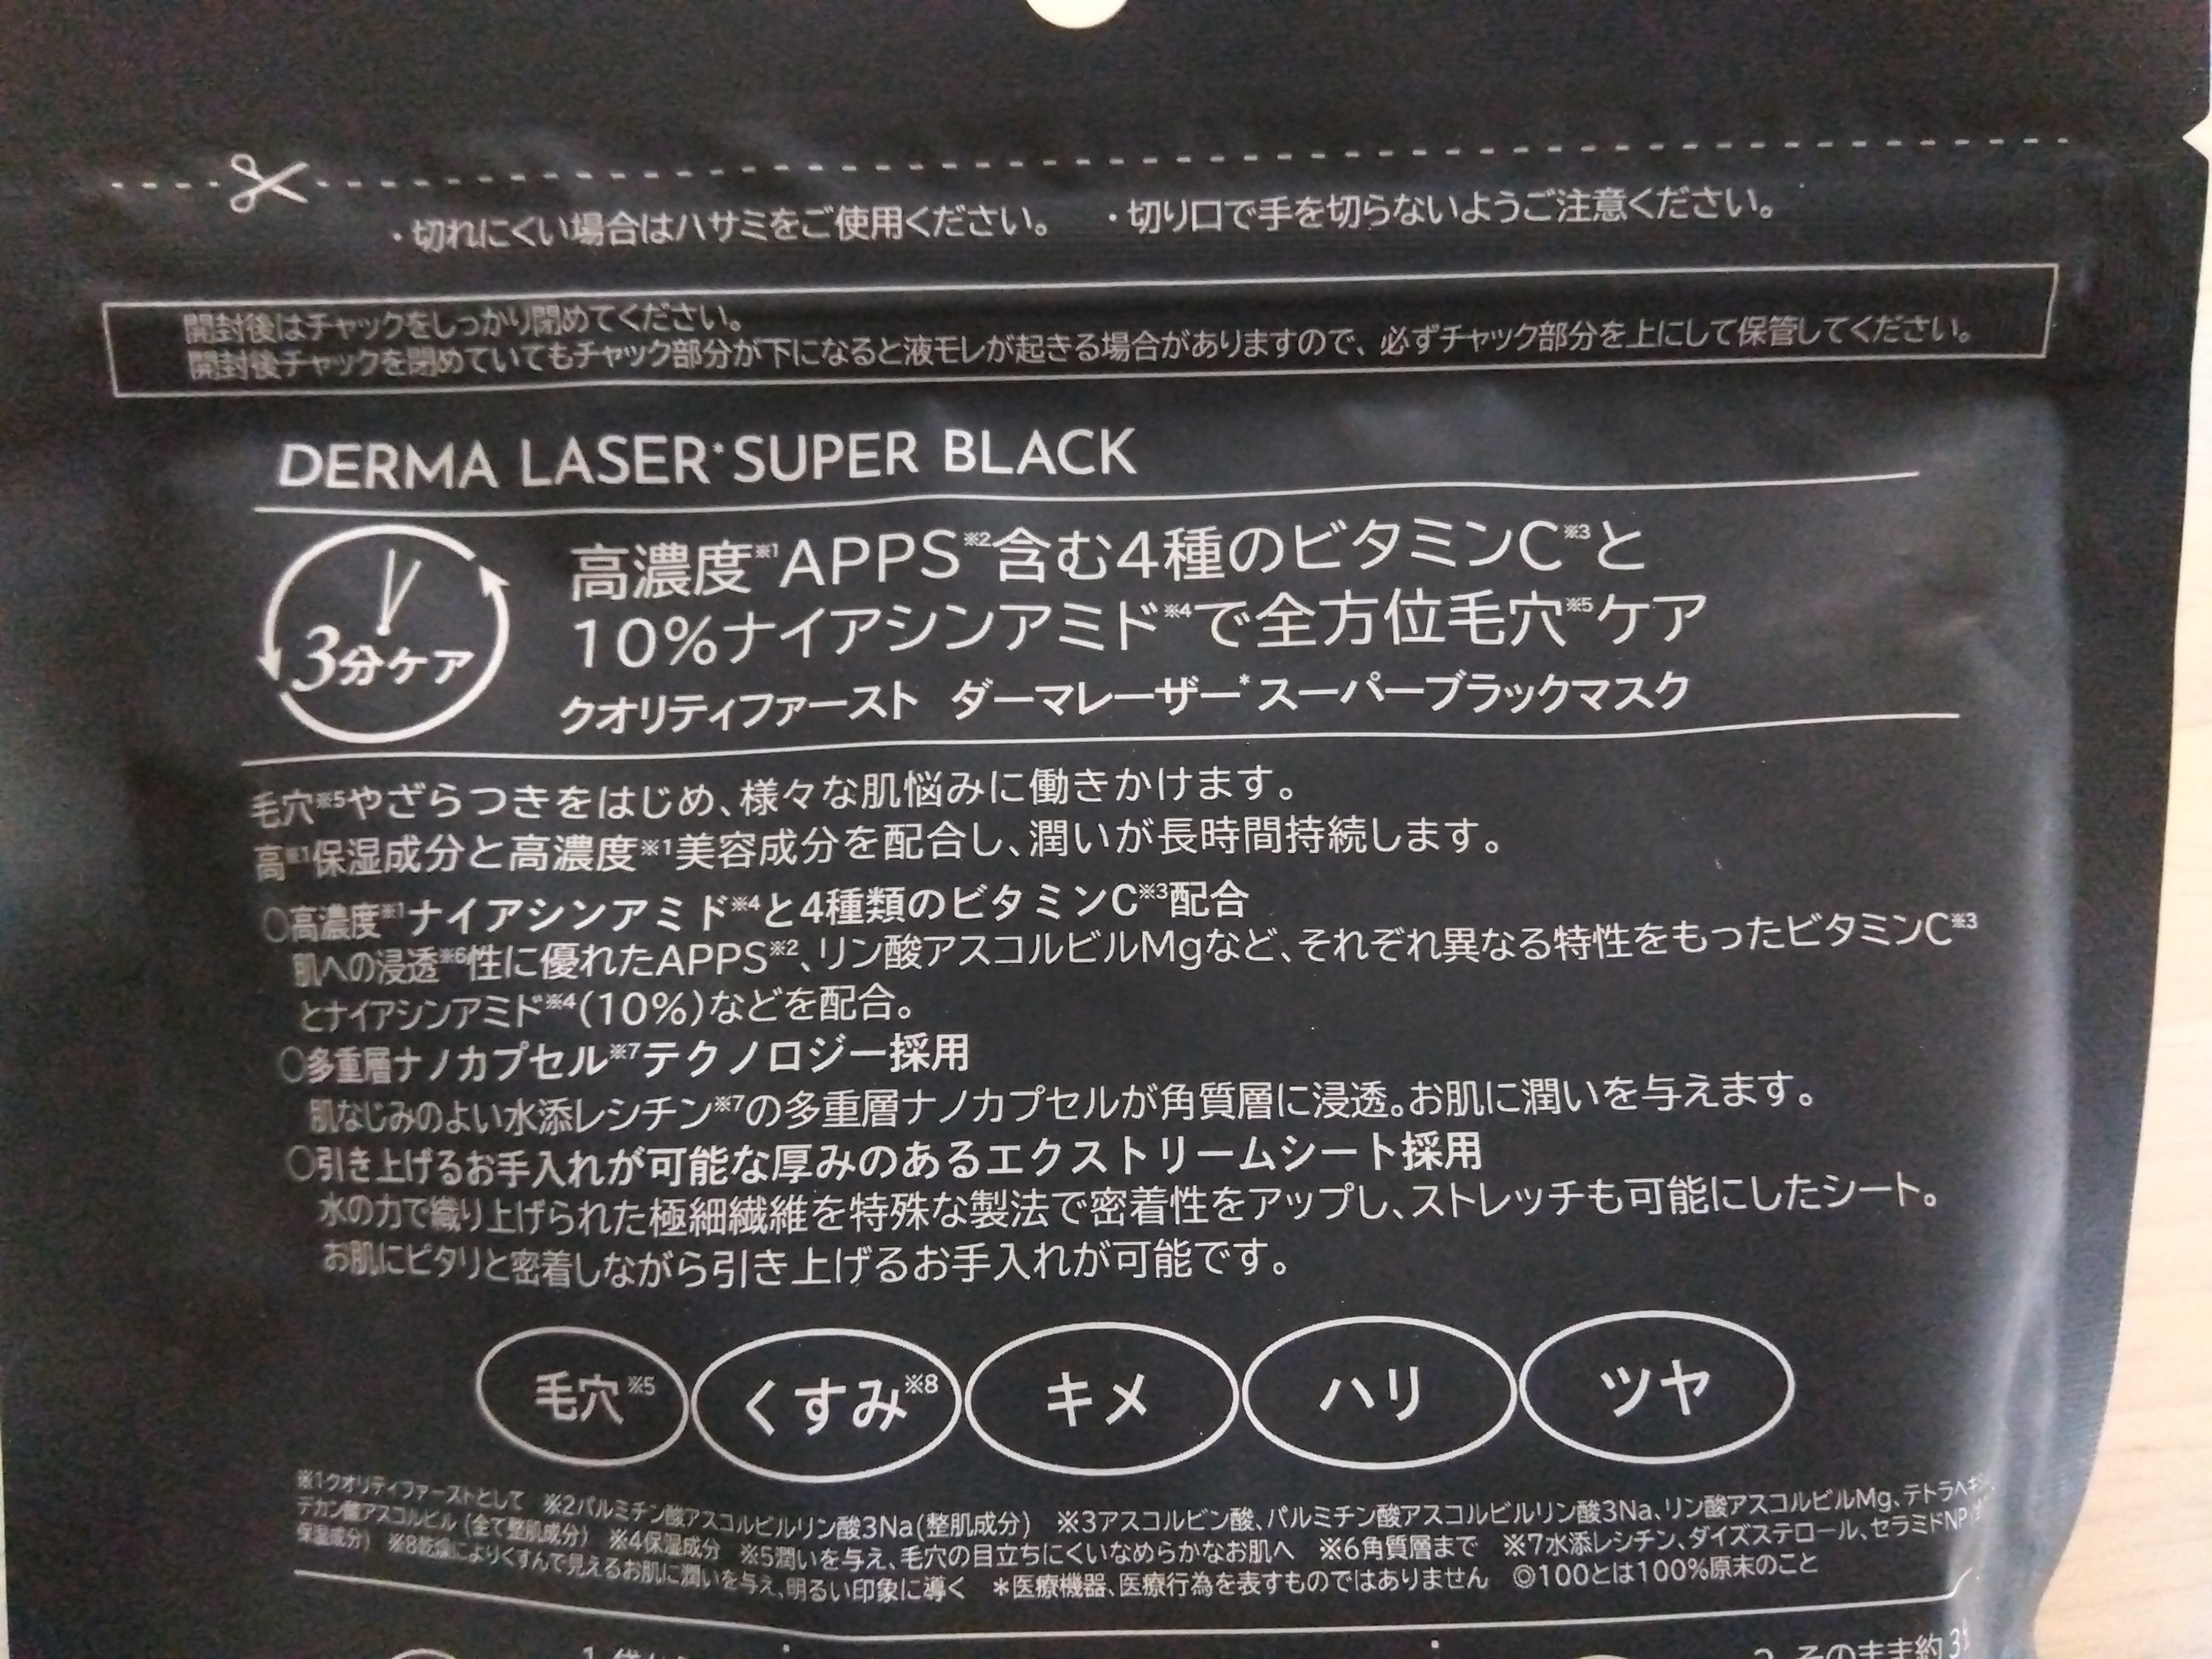 ・切れにくい場合はハサミをご使用ください。 ・切り口で手を切らないようご注意ください。
開封後はチャックをしっかり閉めてください。
開封後チャックを閉めていてもチャック部分が下になると液モレが起きる場合がありますので、必ずチャック部分を上にして保管してください。
DERMA LASER*SUPER BLACK
3分ケア
高濃度※1APPS※2含む4種のビタミンC※3と
10%ナイアシンアミド※4で全方位毛穴※5ケア
クオリティファースト ダーマレーザー*スーパーブラックマスク
毛穴※5やざらつきをはじめ、様々な肌悩みに働きかけます。
高※1保湿成分と高濃度※1美容成分を配合し、潤いが長時間持続します。
○高濃度※1ナイアシンアミド※4と4種類のビタミンC※3配合
肌への浸透※6性に優れたAPPS※2、リン酸アスコルビルMgなど、それぞれ異なる特性をもったビタミンC※3
とナイアシンアミド※4(10%)などを配合。
○多重層ナノカプセル※7テクノロジー採用
肌なじみのよい水添レシチン※7の多重層ナノカプセルが角質層に浸透。お肌に潤いを与えます。
○引き上げるお手入れが可能な厚みのあるエクストリームシート採用
水の力で織り上げられた極細繊維を特殊な製法で密着性をアップし、ストレッチも可能にしたシート。
お肌にピタリと密着しながら引き上げるお手入れが可能です。
毛穴※5 くすみ※8 キメ ハリ ツヤ
※1クオリティファーストとして ※2パルミチン酸アスコルビルリン酸3Na(整肌成分) ※3アスコルビン酸、パルミチン酸アスコルビルリン酸3Na、リン酸アスコルビルMg、テトラヘキシ
デカン酸アスコルビル(全て整肌成分) ※4保湿成分 ※5潤いを与え、毛穴の目立ちにくいなめらかなお肌へ ※6角質層まで ※7水添レシチン、ダイズステロール、セラミドNP
保湿成分) ※8乾燥によりくすんで見えるお肌に潤いを与え、明るい印象に導く *医療機器、医療行為を表すものではありません ◎100とは100%原末のこと
2 そのまま約3